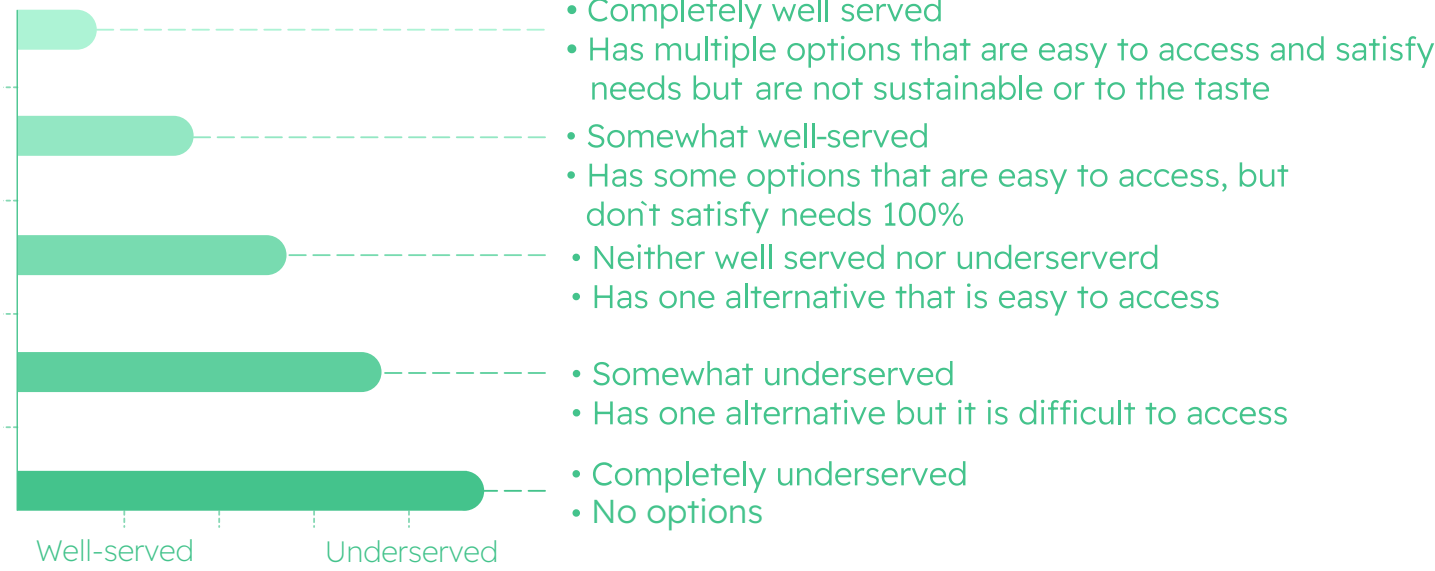 • Completely well served
• Has multiple options that are easy to access and satisfy
needs but are not sustainable or to the taste
• Somewhat well-served
• Has some options that are easy to access, but
don`t satisfy needs 100%
• Neither well served nor underserverd
• Has one alternative that is easy to access
• Somewhat underserved
• Has one alternative but it is difficult to access
• Completely underserved
• No options
Well-served
Underserved